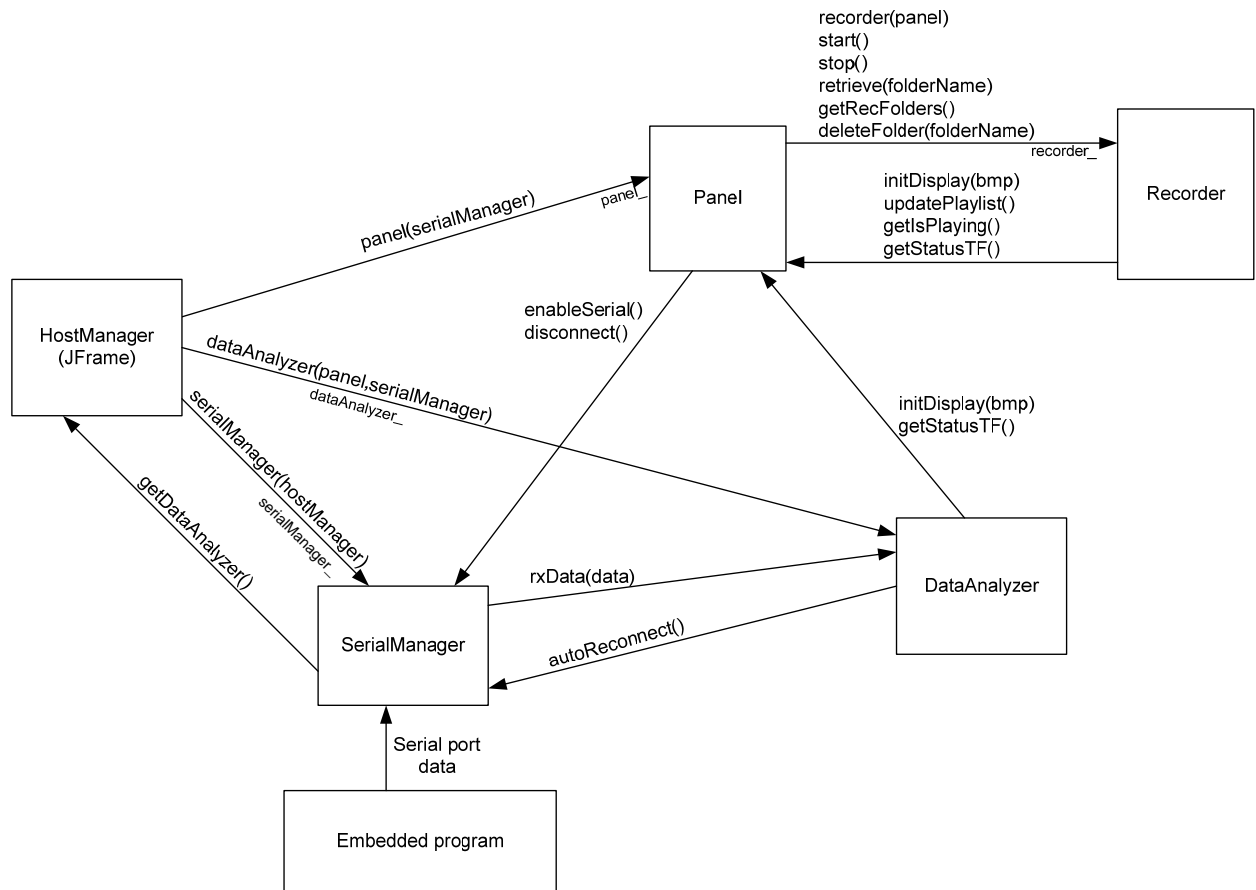 recorder(panel)
start()
stop()
retrieve(folderName)
getRecFolders()
deleteFolder(folderName)
recorder_
Panel
Recorder
initDisplay(bmp)
updatePlaylist()
getIsPlaying()
getStatusTF()
panel_
panel(serialManager)
HostManager
(JFrame)
enableSerial()
disconnect()
dataAnalyzer(panel,serialManager)
dataAnalyzer_
serialManager(hostManager)
serialManager_
getDataAnalyzer()
initDisplay(bmp)
getStatusTF()
rxData(data)
DataAnalyzer
autoReconnect()
SerialManager
Serial port
data
Embedded program